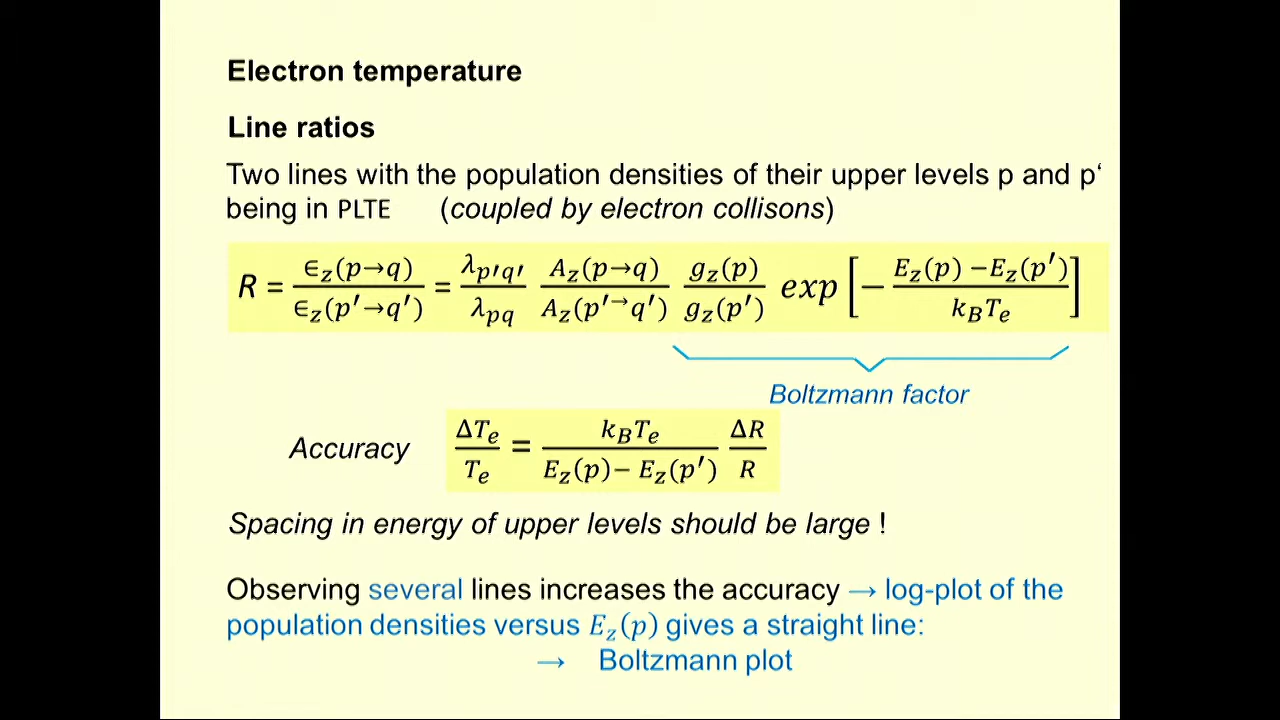 Electron temperature
Line ratios
Two lines with the population densities of their upper levels p and p‘
being in PLTE (coupled by electron collisons)
R = ∈z(p→q) / ∈z(p′→q′) = λp′q′ / λpq Az(p→q) / Az(p′→q′) gz(p) / gz(p′) exp [− Ez(p) −Ez(p′) / kBTe]
Boltzmann factor
Accuracy ΔTe / Te = kBTe / Ez(p)− Ez(p′) ΔR / R
Spacing in energy of upper levels should be large !
Observing several lines increases the accuracy → log-plot of the
population densities versus Ez(p) gives a straight line:
→ Boltzmann plot